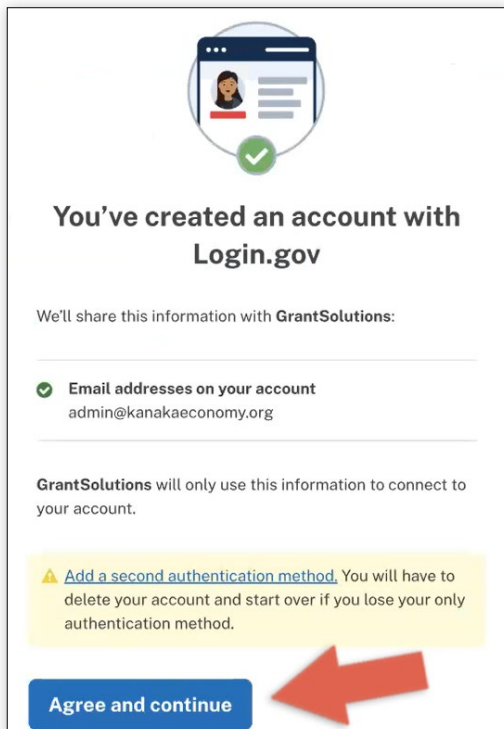 You’ve created an account with
Login.gov
We’ll share this information with GrantSolutions:
Email addresses on your account
admin@kanakaeconomy.org
GrantSolutions will only use this information to connect to
your account.
Add a second authentication method. You will have to
delete your account and start over if you lose your only
authentication method.
Agree and continue